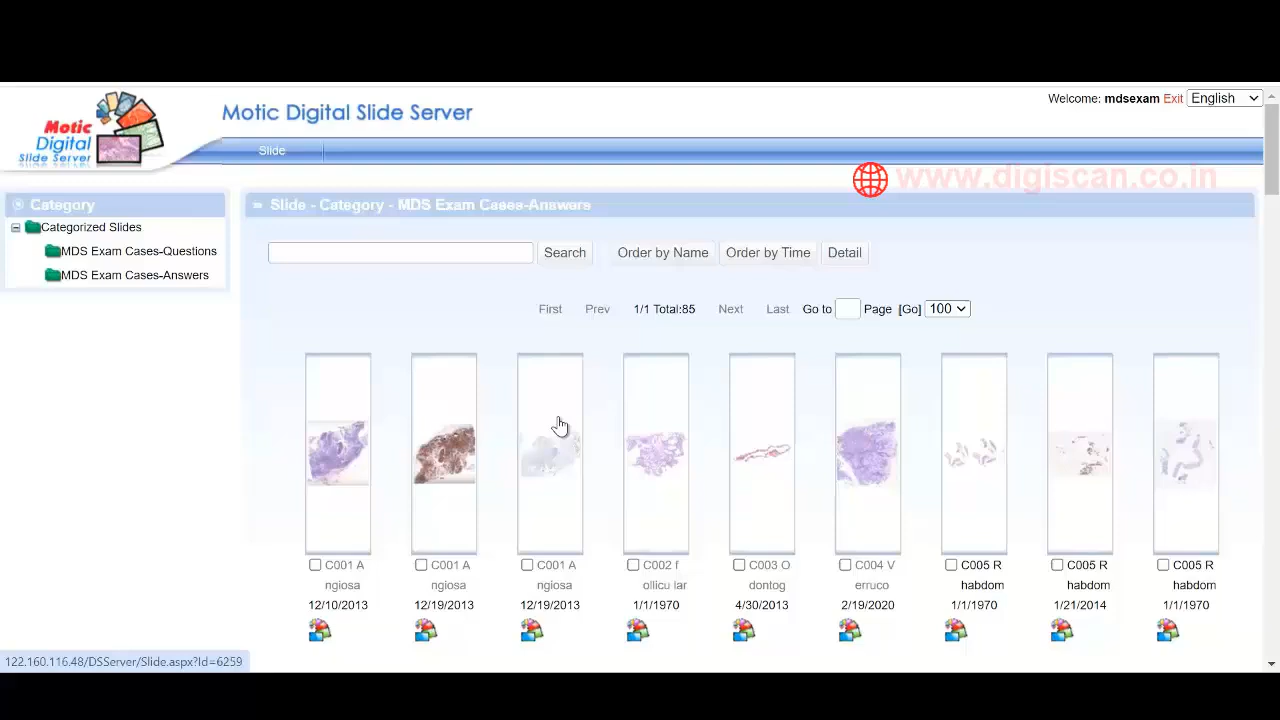 Welcome: mdsexam Exit English
Motic
Digital
Slide Server
Motic Digital Slide Server
Slide
www.digiscan.co.in
Category
Slide - Category - MDS Exam Cases-Answers
Categorized Slides
MDS Exam Cases-Questions
MDS Exam Cases-Answers
Search Order by Name Order by Time Detail
First Prev 1/1 Total:85 Next Last Go to Page [Go] 100
C001 A C001 A C001 A C002 f C003 O C004 V C005 R C005 R C005 R
ngiosa ngiosa ngiosa ollicu lar dontog erruco habdom habdom habdom
12/10/2013 12/19/2013 12/19/2013 1/1/1970 4/30/2013 2/19/2020 1/1/1970 1/21/2014 1/1/1970
122.160.116.48/DSServer/Slide.aspx?Id=6259